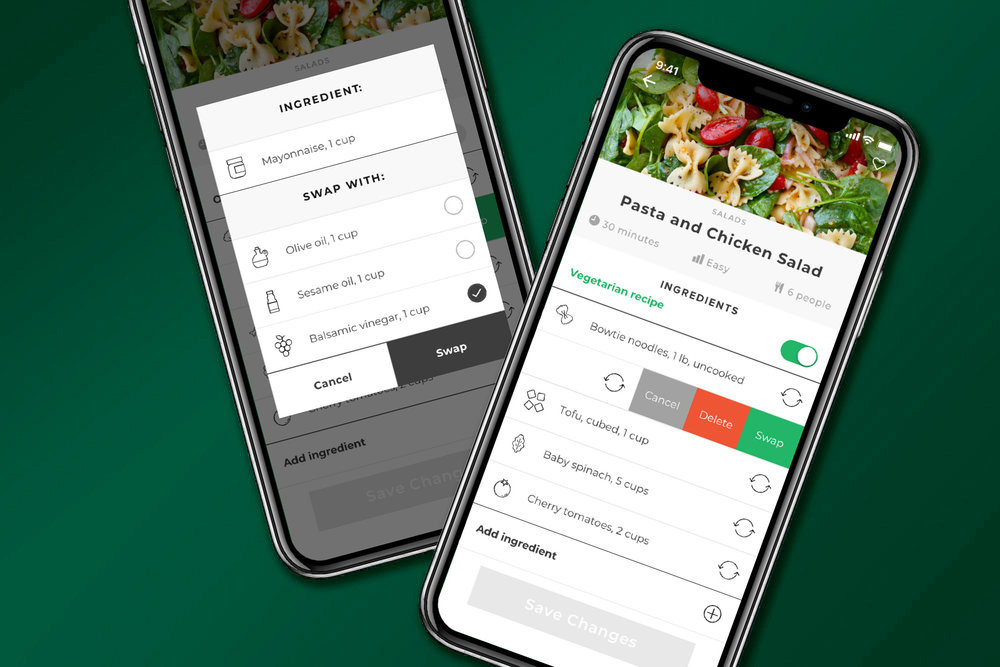 SALADS
INGREDIENT:
Mayonnaise, 1 cup
SWAP WITH:
Olive oil, 1 cup
Sesame oil, 1 cup
Balsamic vinegar, 1 cup
Cancel
Swap
Cherry tomatoes, 2 cups
Add ingredient
Save Changes
9:41
SALADS
Pasta and Chicken Salad
30 minutes
Easy
6 people
INGREDIENTS
Vegetarian recipe
Bowtie noodles, 1 lb, uncooked
Cancel
Delete
Swap
Tofu, cubed, 1 cup
Baby spinach, 5 cups
Cherry tomatoes, 2 cups
Add ingredient
Save Changes